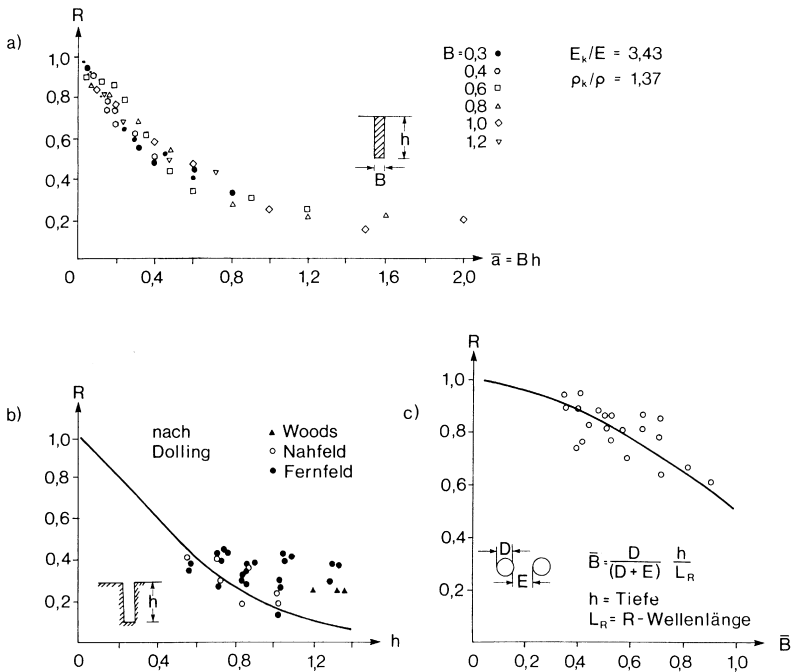 R
a)
1,0
0,8
0,6
0,4
0,2
0
0,4
0,8
1,2
1,6
2,0
a̅ = B h
B = 0,3 ●
0,4 ○
0,6 □
0,8 △
1,0 ◇
1,2 ▽
E_k/E = 3,43
ρ_k/ρ = 1,37
h
B
R
b)
1,0
0,8
0,6
0,4
0,2
0
0,4
0,8
1,2
h
nach
Dolling
▲ Woods
○ Nahfeld
● Fernfeld
h
R
c)
1,0
0,8
0,6
0,4
0,2
0
0,2
0,4
0,6
0,8
1,0
B̅
D
E
B̅ = D/(D + E) h/L_R
h = Tiefe
L_R = R-Wellenlänge